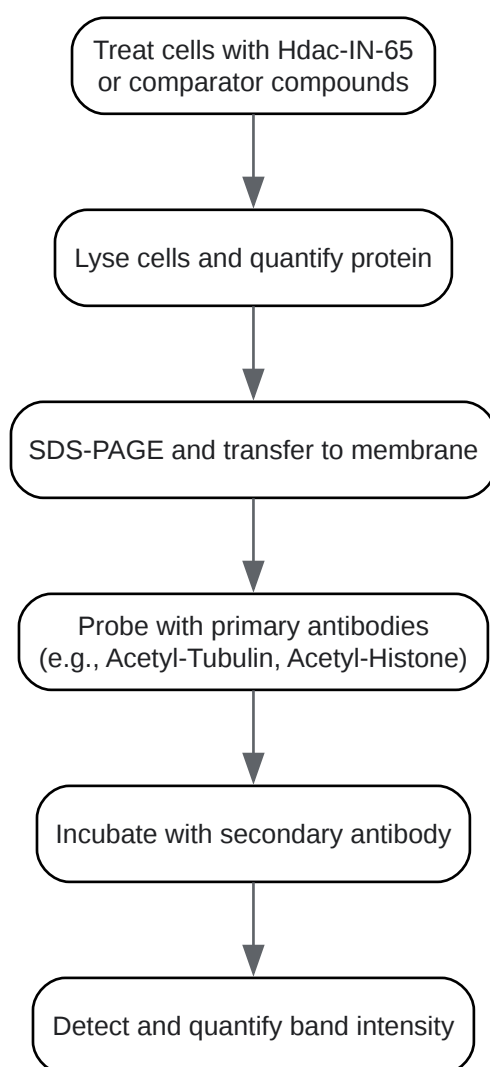 Treat cells with Hdac-IN-65
or comparator compounds
Lyse cells and quantify protein
SDS-PAGE and transfer to membrane
Probe with primary antibodies
(e.g., Acetyl-Tubulin, Acetyl-Histone)
Incubate with secondary antibody
Detect and quantify band intensity